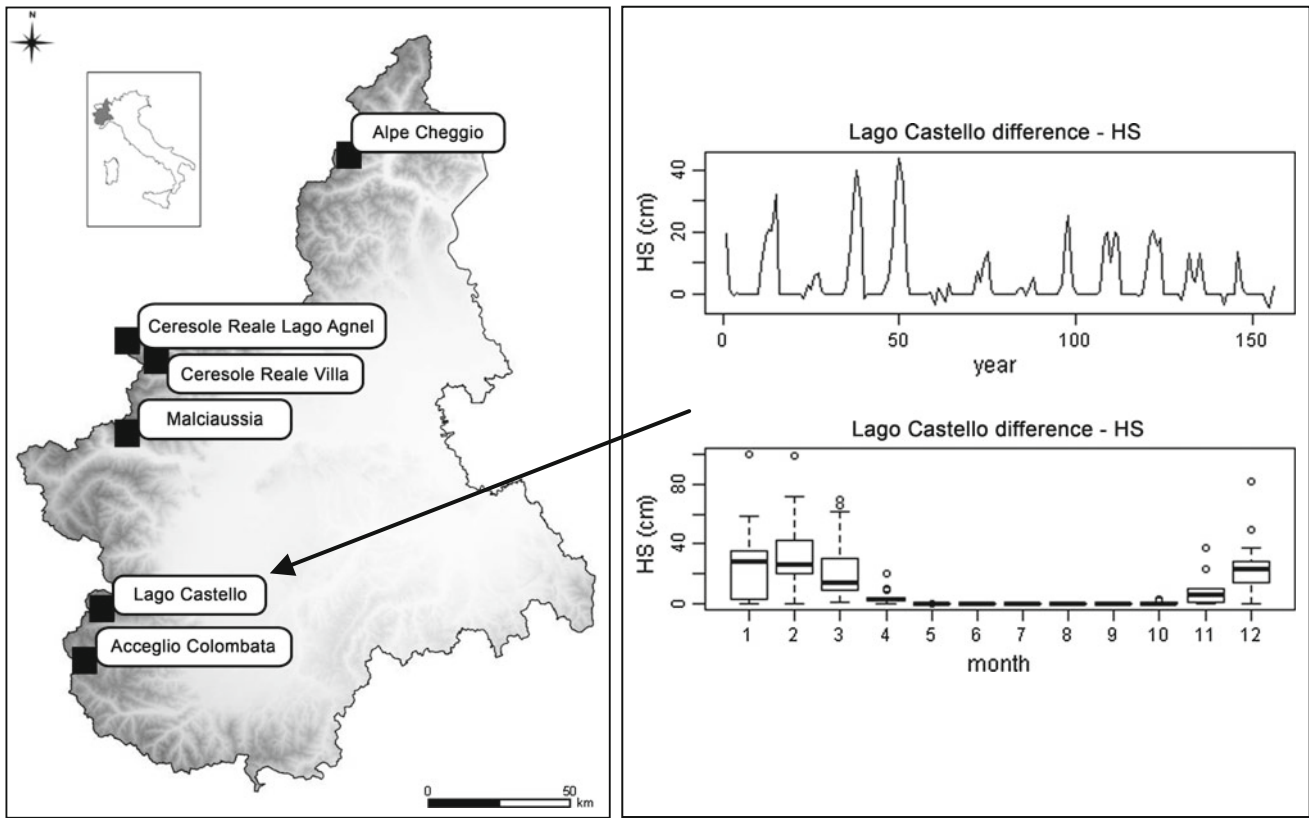 N
Alpe Cheggio
Ceresole Reale Lago Agnel
Ceresole Reale Villa
Malciaussia
Lago Castello
Acceglio Colombata
0 50
km
Lago Castello difference - HS
HS (cm)
0 20 40
0 50 100 150
year
Lago Castello difference - HS
HS (cm)
0 40 80
1 2 3 4 5 6 7 8 9 10 11 12
month